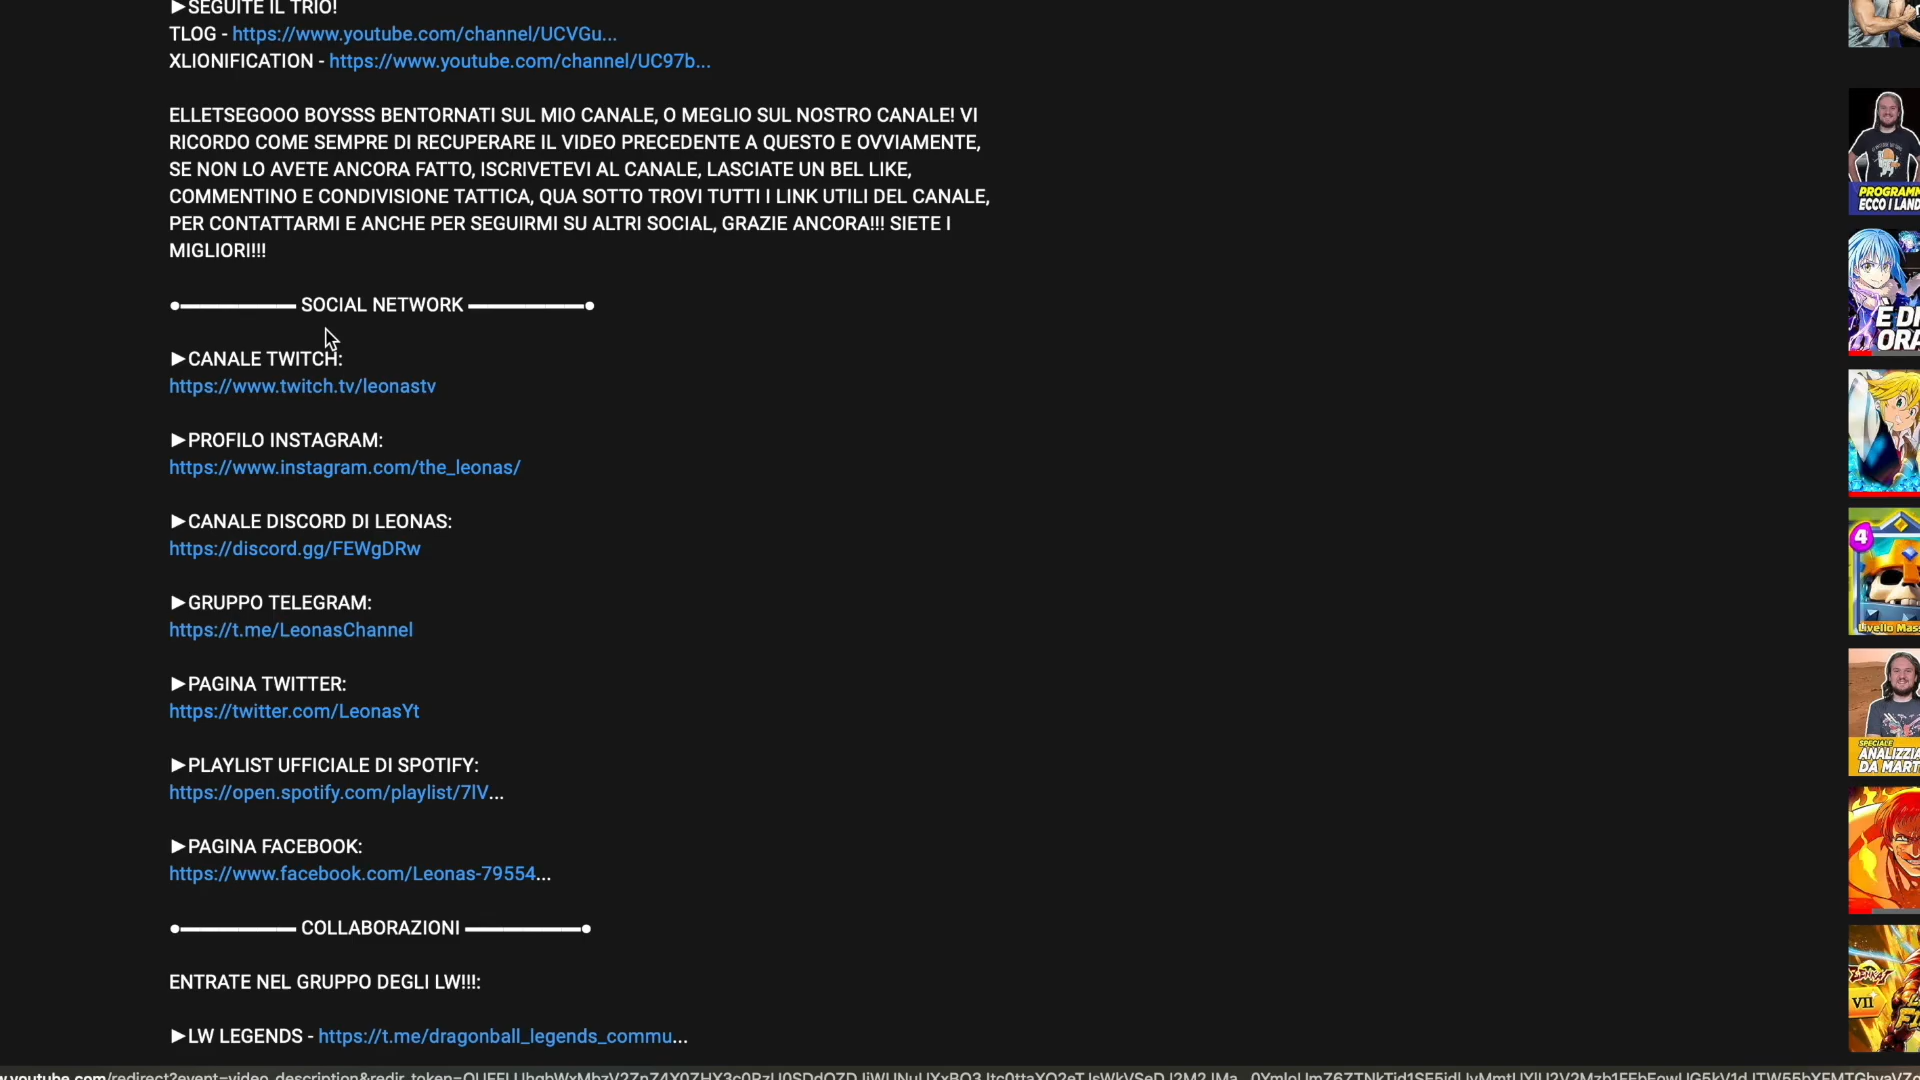 ►SEGUITE IL TRIO!
TLOG - https://www.youtube.com/channel/UCVGu...
XLIONIFICATION - https://www.youtube.com/channel/UC97b...
ELLETSEGOOO BOYSSS BENTORNATI SUL MIO CANALE, O MEGLIO SUL NOSTRO CANALE! VI
RICORDO COME SEMPRE DI RECUPERARE IL VIDEO PRECEDENTE A QUESTO E OVVIAMENTE,
SE NON LO AVETE ANCORA FATTO, ISCRIVETEVI AL CANALE, LASCIATE UN BEL LIKE,
COMMENTINO E CONDIVISIONE TATTICA, QUA SOTTO TROVI TUTTI I LINK UTILI DEL CANALE,
PER CONTATTARMI E ANCHE PER SEGUIRMI SU ALTRI SOCIAL, GRAZIE ANCORA!!! SIETE I
MIGLIORI!!!
●▬▬▬▬▬▬ SOCIAL NETWORK ▬▬▬▬▬▬●
►CANALE TWITCH:
https://www.twitch.tv/leonastv
►PROFILO INSTAGRAM:
https://www.instagram.com/the_leonas/
►CANALE DISCORD DI LEONAS:
https://discord.gg/FEWgDRw
►GRUPPO TELEGRAM:
https://t.me/LeonasChannel
►PAGINA TWITTER:
https://twitter.com/LeonasYt
►PLAYLIST UFFICIALE DI SPOTIFY:
https://open.spotify.com/playlist/7lV...
►PAGINA FACEBOOK:
https://www.facebook.com/Leonas-79554...
●▬▬▬▬▬▬ COLLABORAZIONI ▬▬▬▬▬▬●
ENTRATE NEL GRUPPO DEGLI LW!!!:
►LW LEGENDS - https://t.me/dragonball_legends_commu...
PROGRAMM
ECCO I LAND
È DI
ORA
4
Livello Mass
SPECIALE
ANALIZZIA
DA MART
ZENKAI
VII